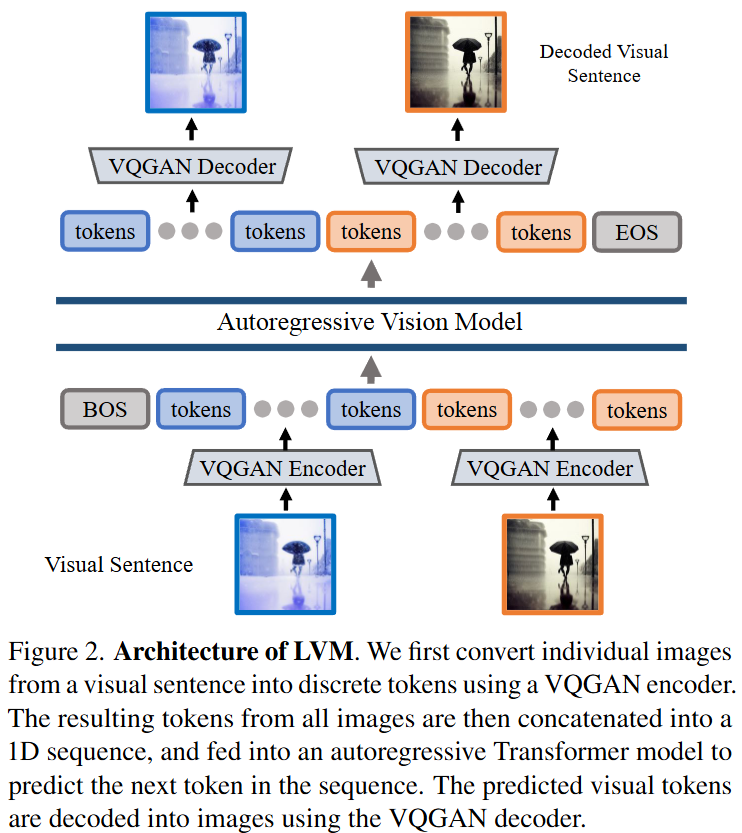 Decoded Visual
Sentence
VQGAN Decoder
VQGAN Decoder
tokens
tokens
tokens
tokens
EOS
Autoregressive Vision Model
BOS
tokens
tokens
tokens
tokens
VQGAN Encoder
VQGAN Encoder
Visual Sentence
Figure 2. Architecture of LVM. We first convert individual images
from a visual sentence into discrete tokens using a VQGAN encoder.
The resulting tokens from all images are then concatenated into a
1D sequence, and fed into an autoregressive Transformer model to
predict the next token in the sequence. The predicted visual tokens
are decoded into images using the VQGAN decoder.